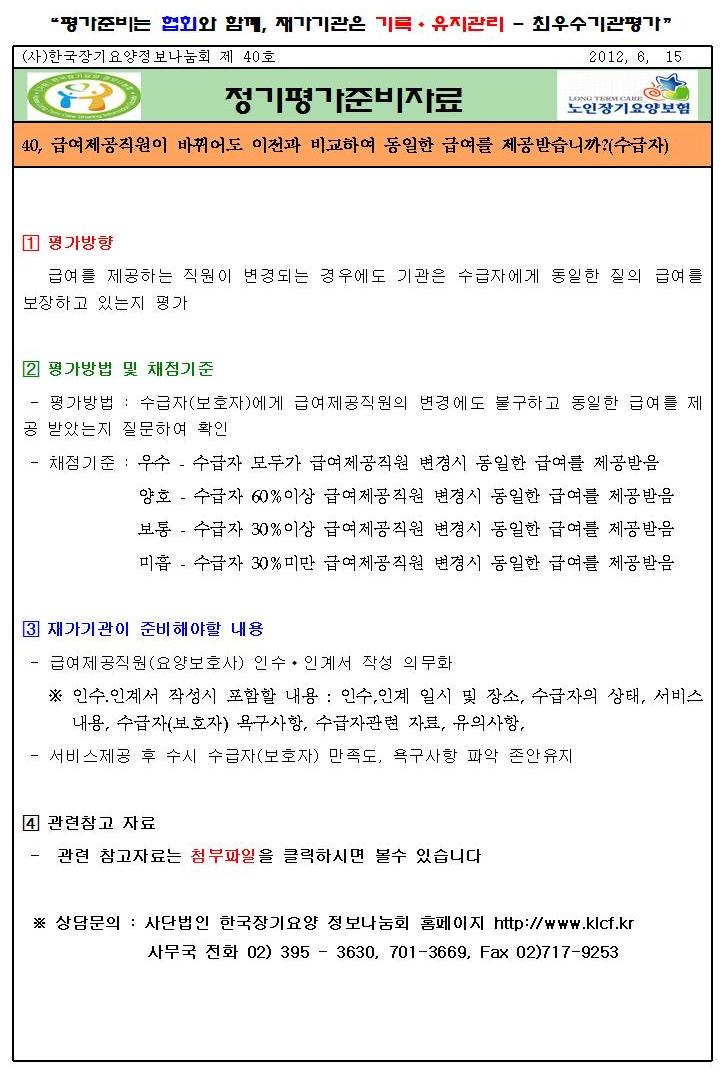 “평가준비는 협회와 함께, 재가기관은 기록·유지관리 - 최우수기관평가”
(사)한국장기요양정보나눔회 제 40호 2012, 6, 15
정기평가준비자료
LONG TERM CARE
노인장기요양보험
40, 급여제공직원이 바뀌어도 이전과 비교하여 동일한 급여를 제공받습니까?(수급자)
1 평가방향
급여를 제공하는 직원이 변경되는 경우에도 기관은 수급자에게 동일한 질의 급여를
보장하고 있는지 평가
2 평가방법 및 채점기준
- 평가방법 : 수급자(보호자)에게 급여제공직원의 변경에도 불구하고 동일한 급여를 제
공 받았는지 질문하여 확인
- 채점기준 : 우수 - 수급자 모두가 급여제공직원 변경시 동일한 급여를 제공받음
양호 - 수급자 60%이상 급여제공직원 변경시 동일한 급여를 제공받음
보통 - 수급자 30%이상 급여제공직원 변경시 동일한 급여를 제공받음
미흡 - 수급자 30%미만 급여제공직원 변경시 동일한 급여를 제공받음
3 재가기관이 준비해야할 내용
- 급여제공직원(요양보호사) 인수·인계서 작성 의무화
※ 인수.인계서 작성시 포함할 내용 : 인수,인계 일시 및 장소, 수급자의 상태, 서비스
내용, 수급자(보호자) 욕구사항, 수급자관련 자료, 유의사항,
- 서비스제공 후 수시 수급자(보호자) 만족도, 욕구사항 파악 존안유지
4 관련참고 자료
- 관련 참고자료는 첨부파일을 클릭하시면 볼수 있습니다
※ 상담문의 : 사단법인 한국장기요양 정보나눔회 홈페이지 http://www.klcf.kr
사무국 전화 02) 395 - 3630, 701-3669, Fax 02)717-9253